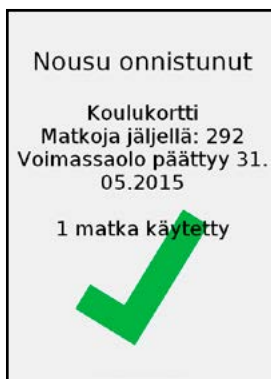 Nousu onnistunut
Koulukortti
Matkoja jäljellä: 292
Voimassaolo päättyy 31.
05.2015
1 matka käytetty